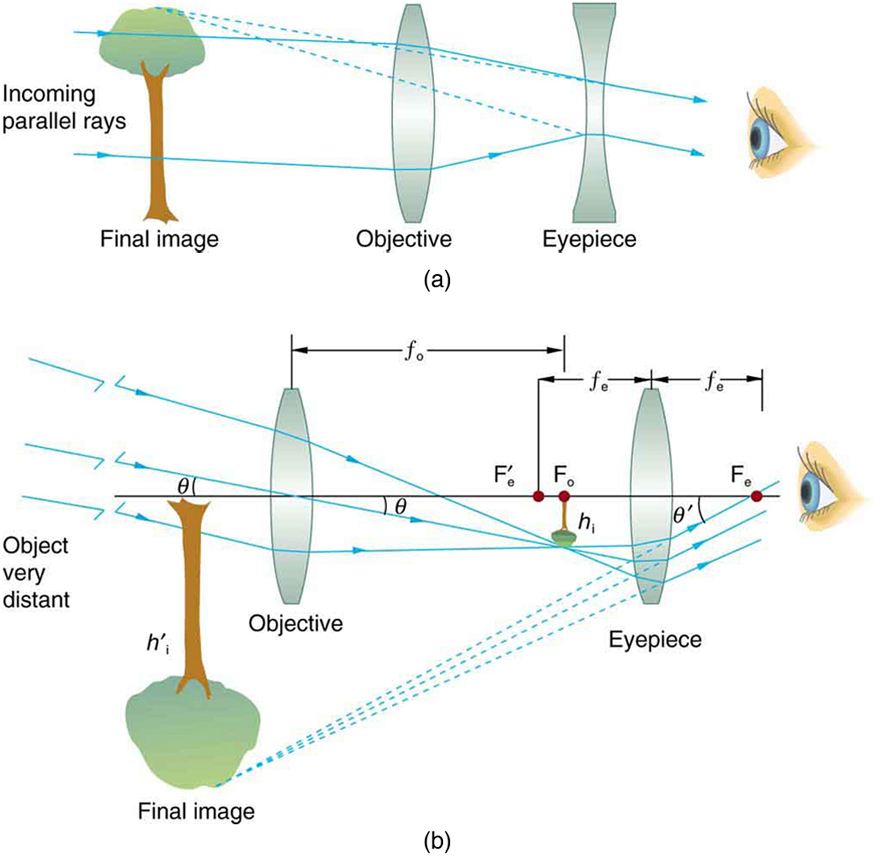 Incoming
parallel rays
Final image
Objective
Eyepiece
(a)
fo
fe
fe
θ
θ
F′e
Fo
Fe
hi
θ′
Object
very
distant
Objective
Eyepiece
h′i
Final image
(b)